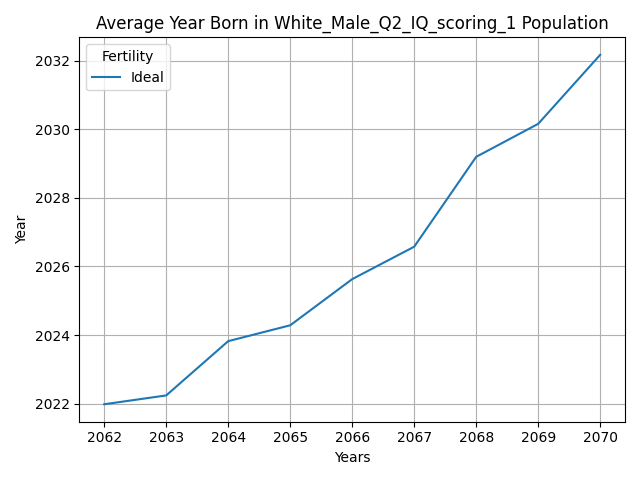 Average Year Born in White_Male_Q2_IQ_scoring_1 Population
Fertility
Ideal
2032
2030
2028
2026
2024
2022
Year
2062 2063 2064 2065 2066 2067 2068 2069 2070
Years